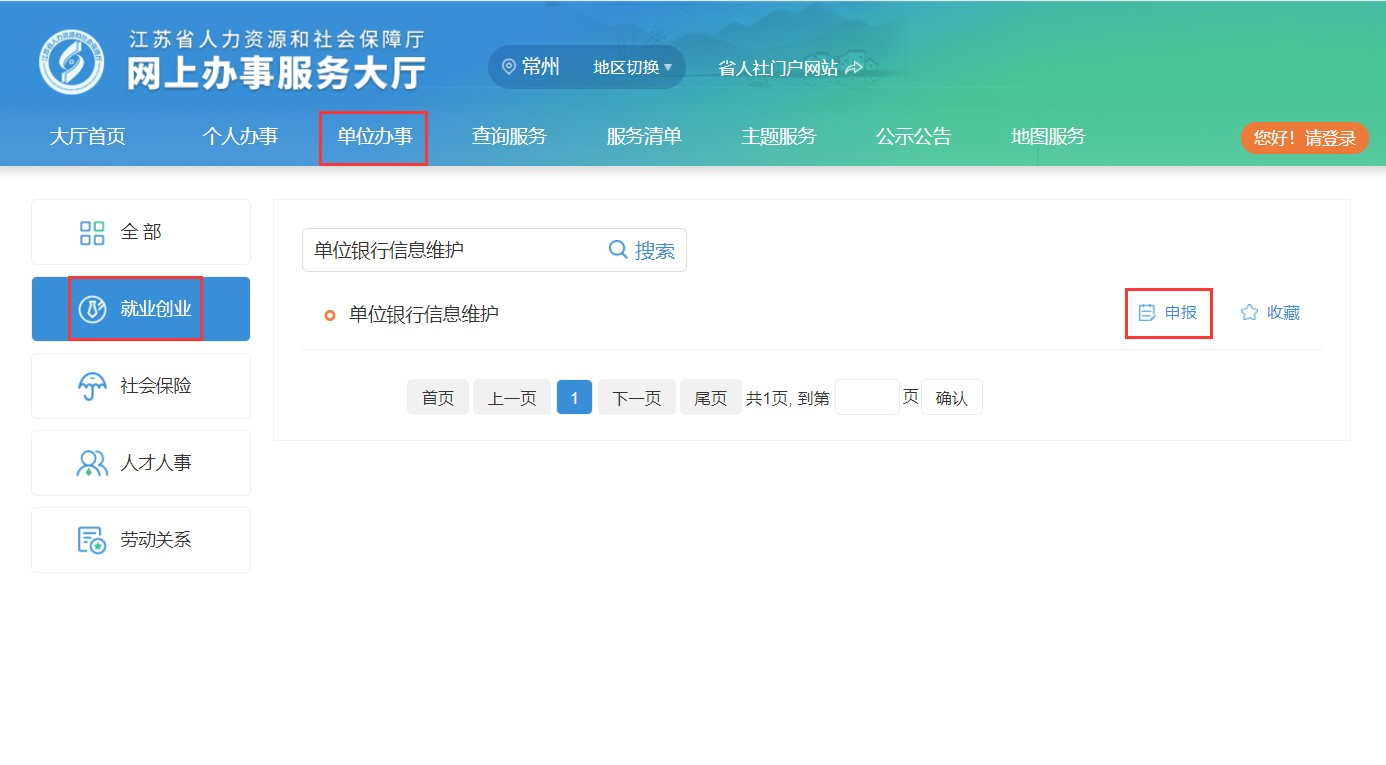 江苏省人力资源和社会保障厅
网上办事服务大厅
常州 地区切换 省人社门户网站
大厅首页 个人办事 单位办事 查询服务 服务清单 主题服务 公示公告 地图服务 您好！请登录
全部
就业创业
社会保险
人才人事
劳动关系
单位银行信息维护 搜索
单位银行信息维护 申报 收藏
首页 上一页 1 下一页 尾页 共1页, 到第 页 确认